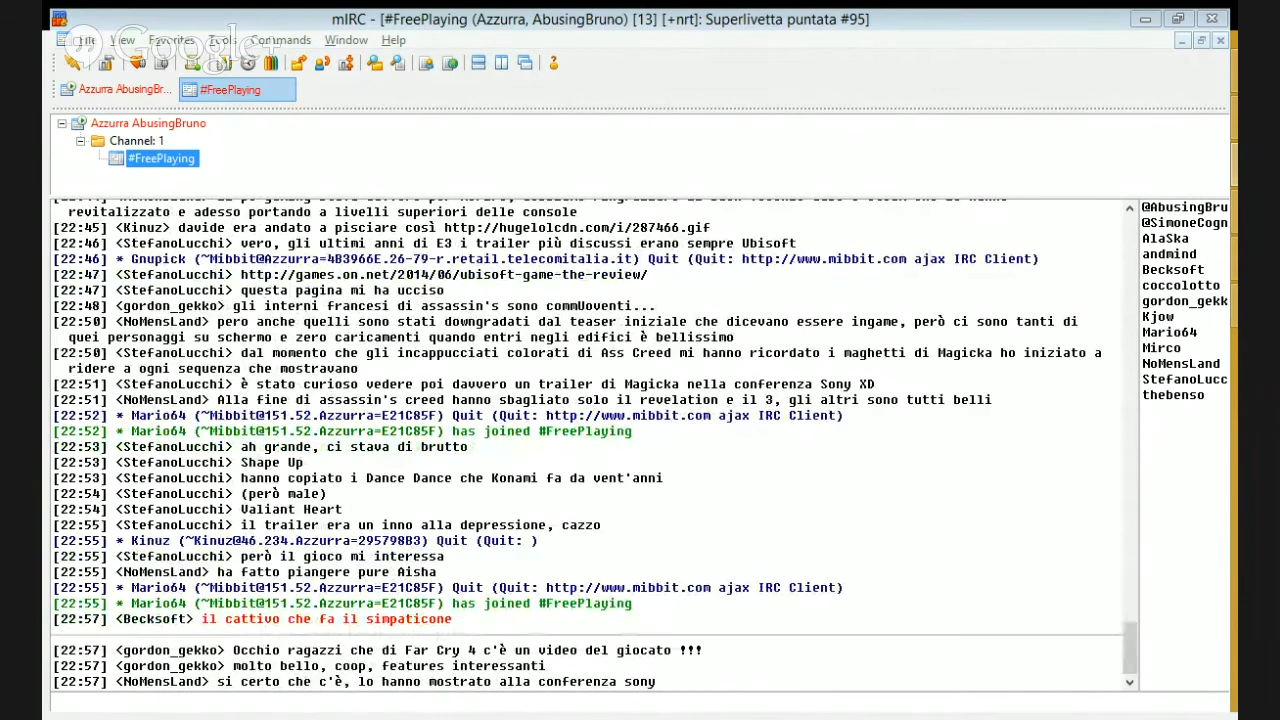 mIRC - [#FreePlaying (Azzurra, AbusingBruno) [13] [+nrt]: Superlivetta puntata #95]
File View Favorites Tools Commands Window Help
Azzurra AbusingBr... #FreePlaying
Azzurra AbusingBruno
Channel: 1
#FreePlaying
revitalizzato e adesso portando a livelli superiori delle console
[22:45] <Kinuz> davide era andato a pisciare così http://hugelolcdn.com/i/287466.gif
[22:46] <StefanoLucchi> vero, gli ultimi anni di E3 i trailer più discussi erano sempre Ubisoft
[22:46] * Gnupick (~Mibbit@Azzurra=4B3966E.26-79-r.retail.telecomitalia.it) Quit (Quit: http://www.mibbit.com ajax IRC Client)
[22:47] <StefanoLucchi> http://games.on.net/2014/06/ubisoft-game-the-review/
[22:47] <StefanoLucchi> questa pagina mi ha ucciso
[22:48] <gordon_gekko> gli interni francesi di assassin's sono commUoventi...
[22:50] <NoMensLand> pero anche quelli sono stati downgradati dal teaser iniziale che dicevano essere ingame, però ci sono tanti di
quei personaggi su schermo e zero caricamenti quando entri negli edifici è bellissimo
[22:50] <StefanoLucchi> dal momento che gli incappucciati colorati di Ass Creed mi hanno ricordato i maghetti di Magicka ho iniziato a
ridere a ogni sequenza che mostravano
[22:51] <StefanoLucchi> è stato curioso vedere poi davvero un trailer di Magicka nella conferenza Sony XD
[22:51] <NoMensLand> Alla fine di assassin's creed hanno sbagliato solo il revelation e il 3, gli altri sono tutti belli
[22:52] * Mario64 (~Mibbit@151.52.Azzurra=E21C85F) Quit (Quit: http://www.mibbit.com ajax IRC Client)
[22:52] * Mario64 (~Mibbit@151.52.Azzurra=E21C85F) has joined #FreePlaying
[22:53] <StefanoLucchi> ah grande, ci stava di brutto
[22:53] <StefanoLucchi> Shape Up
[22:53] <StefanoLucchi> hanno copiato i Dance Dance che Konami fa da vent'anni
[22:54] <StefanoLucchi> (però male)
[22:54] <StefanoLucchi> Valiant Heart
[22:55] <StefanoLucchi> il trailer era un inno alla depressione, cazzo
[22:55] * Kinuz (~Kinuz@46.234.Azzurra=295798B3) Quit (Quit: )
[22:55] <StefanoLucchi> però il gioco mi interessa
[22:55] <NoMensLand> ha fatto piangere pure Aisha
[22:55] * Mario64 (~Mibbit@151.52.Azzurra=E21C85F) Quit (Quit: http://www.mibbit.com ajax IRC Client)
[22:55] * Mario64 (~Mibbit@151.52.Azzurra=E21C85F) has joined #FreePlaying
[22:57] <Becksoft> il cattivo che fa il simpaticone
[22:57] <gordon_gekko> Occhio ragazzi che di Far Cry 4 c'è un video del giocato !!!
[22:57] <gordon_gekko> molto bello, coop, features interessanti
[22:57] <NoMensLand> si certo che c'è, lo hanno mostrato alla conferenza sony
@AbusingBru
@SimoneCogn
AlaSka
andmind
Becksoft
coccolotto
gordon_gekk
Kjow
Mario64
Mirco
NoMensLand
StefanoLucc
thebenso